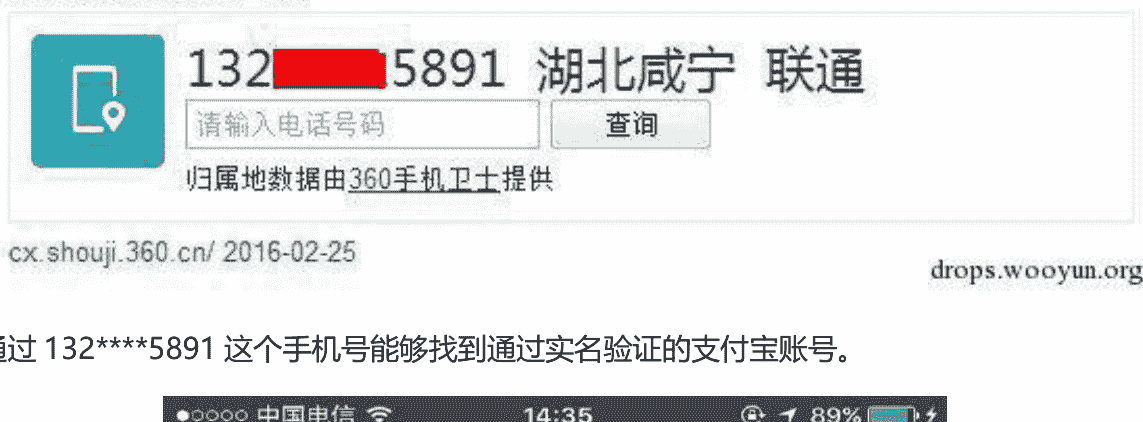 132 5891 湖北咸宁 联通
请输入电话号码 查询
归属地数据由360手机卫士提供
cx.shouji.360.cn/ 2016-02-25
drops.wooyun.org
通过 132****5891 这个手机号能够找到通过实名验证的支付宝账号。
中国电信 14:35 89%